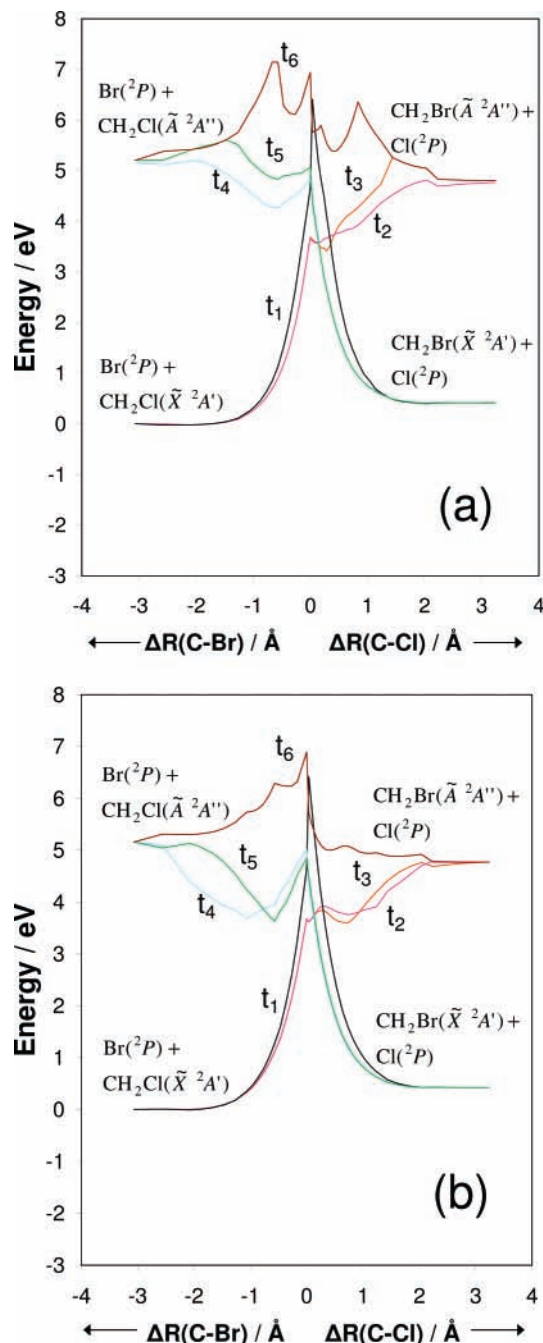 8
7
6
5
4
3
2
1
0
-1
-2
-3
Energy / eV
t₆
Br(²P) +
CH₂Cl(Ã ²A'')
CH₂Br(Ã ²A'') +
Cl(²P)
t₅
t₄
t₃
t₂
t₁
Br(²P) +
CH₂Cl(X̃ ²A')
CH₂Br(X̃ ²A') +
Cl(²P)
(a)
-4 -3 -2 -1 0 1 2 3 4
← ΔR(C-Br) / Å ΔR(C-Cl) / Å →
8
7
6
5
4
3
2
1
0
-1
-2
-3
Energy / eV
t₆
Br(²P) +
CH₂Cl(Ã ²A'')
CH₂Br(Ã ²A'') +
Cl(²P)
t₅
t₄
t₃
t₂
t₁
Br(²P) +
CH₂Cl(X̃ ²A')
CH₂Br(X̃ ²A') +
Cl(²P)
(b)
-4 -3 -2 -1 0 1 2 3 4
← ΔR(C-Br) / Å ΔR(C-Cl) / Å →